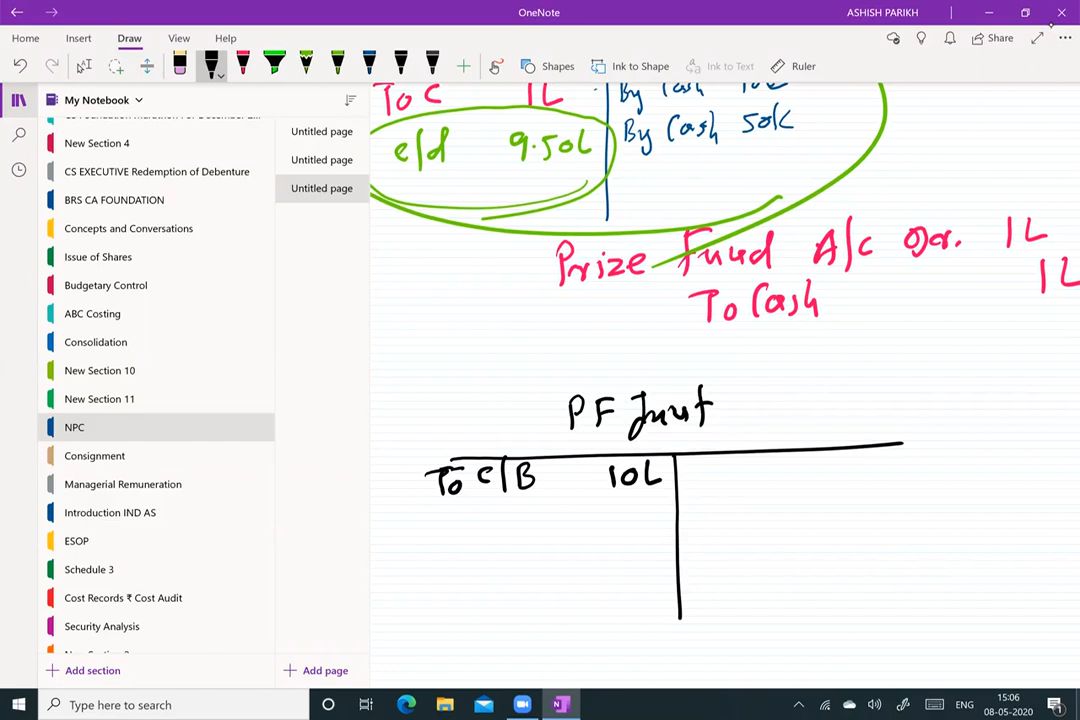 OneNote
ASHISH PARIKH
Home Insert Draw View Help
Share
Shapes Ink to Shape Ink to Text Ruler
My Notebook
New Section 4
CS EXECUTIVE Redemption of Debenture
BRS CA FOUNDATION
Concepts and Conversations
Issue of Shares
Budgetary Control
ABC Costing
Consolidation
New Section 10
New Section 11
NPC
Consignment
Managerial Remuneration
Introduction IND AS
ESOP
Schedule 3
Cost Records ₹ Cost Audit
Security Analysis
Add section
Untitled page
Untitled page
Untitled page
Add page
To C 1L By Cash 10L
c/d 9.50L By Cash 50K
Prize Fund A/c Dr. 1L
To Cash 1L
PF Invt
To C/B 10L
Type here to search
ENG
15:06
08-05-2020
1